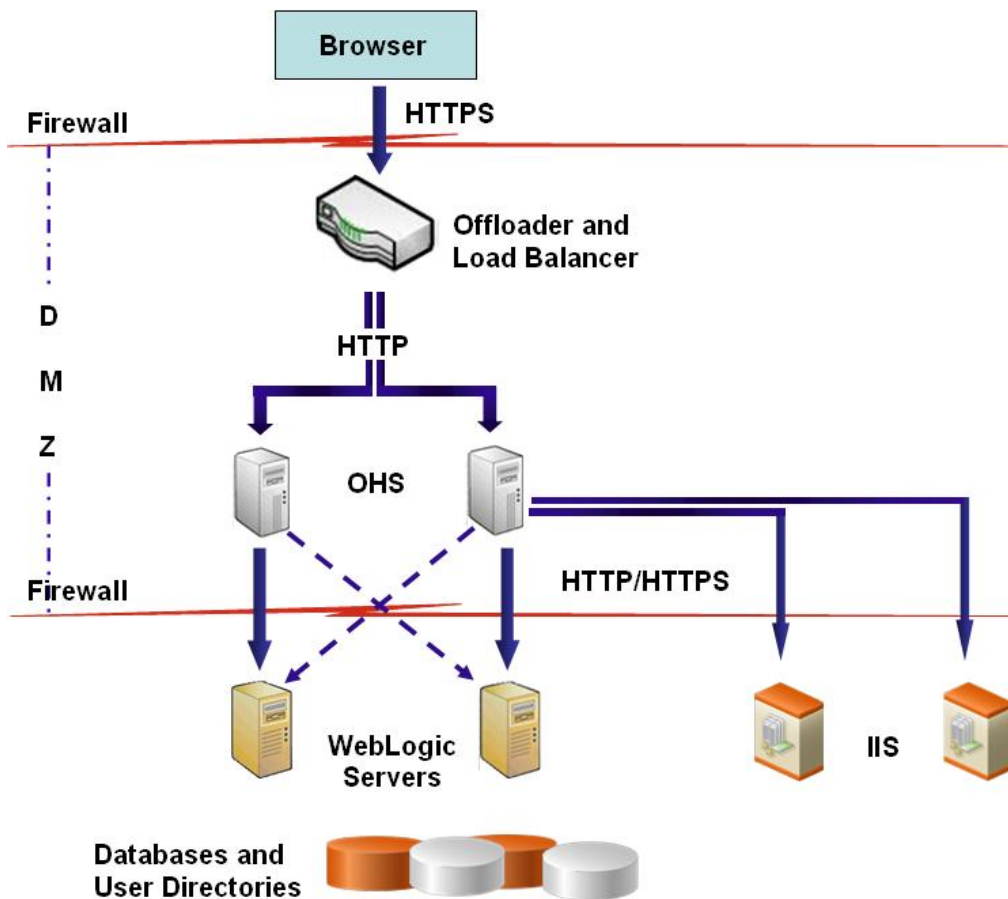 Browser
HTTPS
Firewall
Offloader and
Load Balancer
D
M
Z
HTTP
OHS
HTTP/HTTPS
Firewall
WebLogic
Servers
IIS
Databases and
User Directories